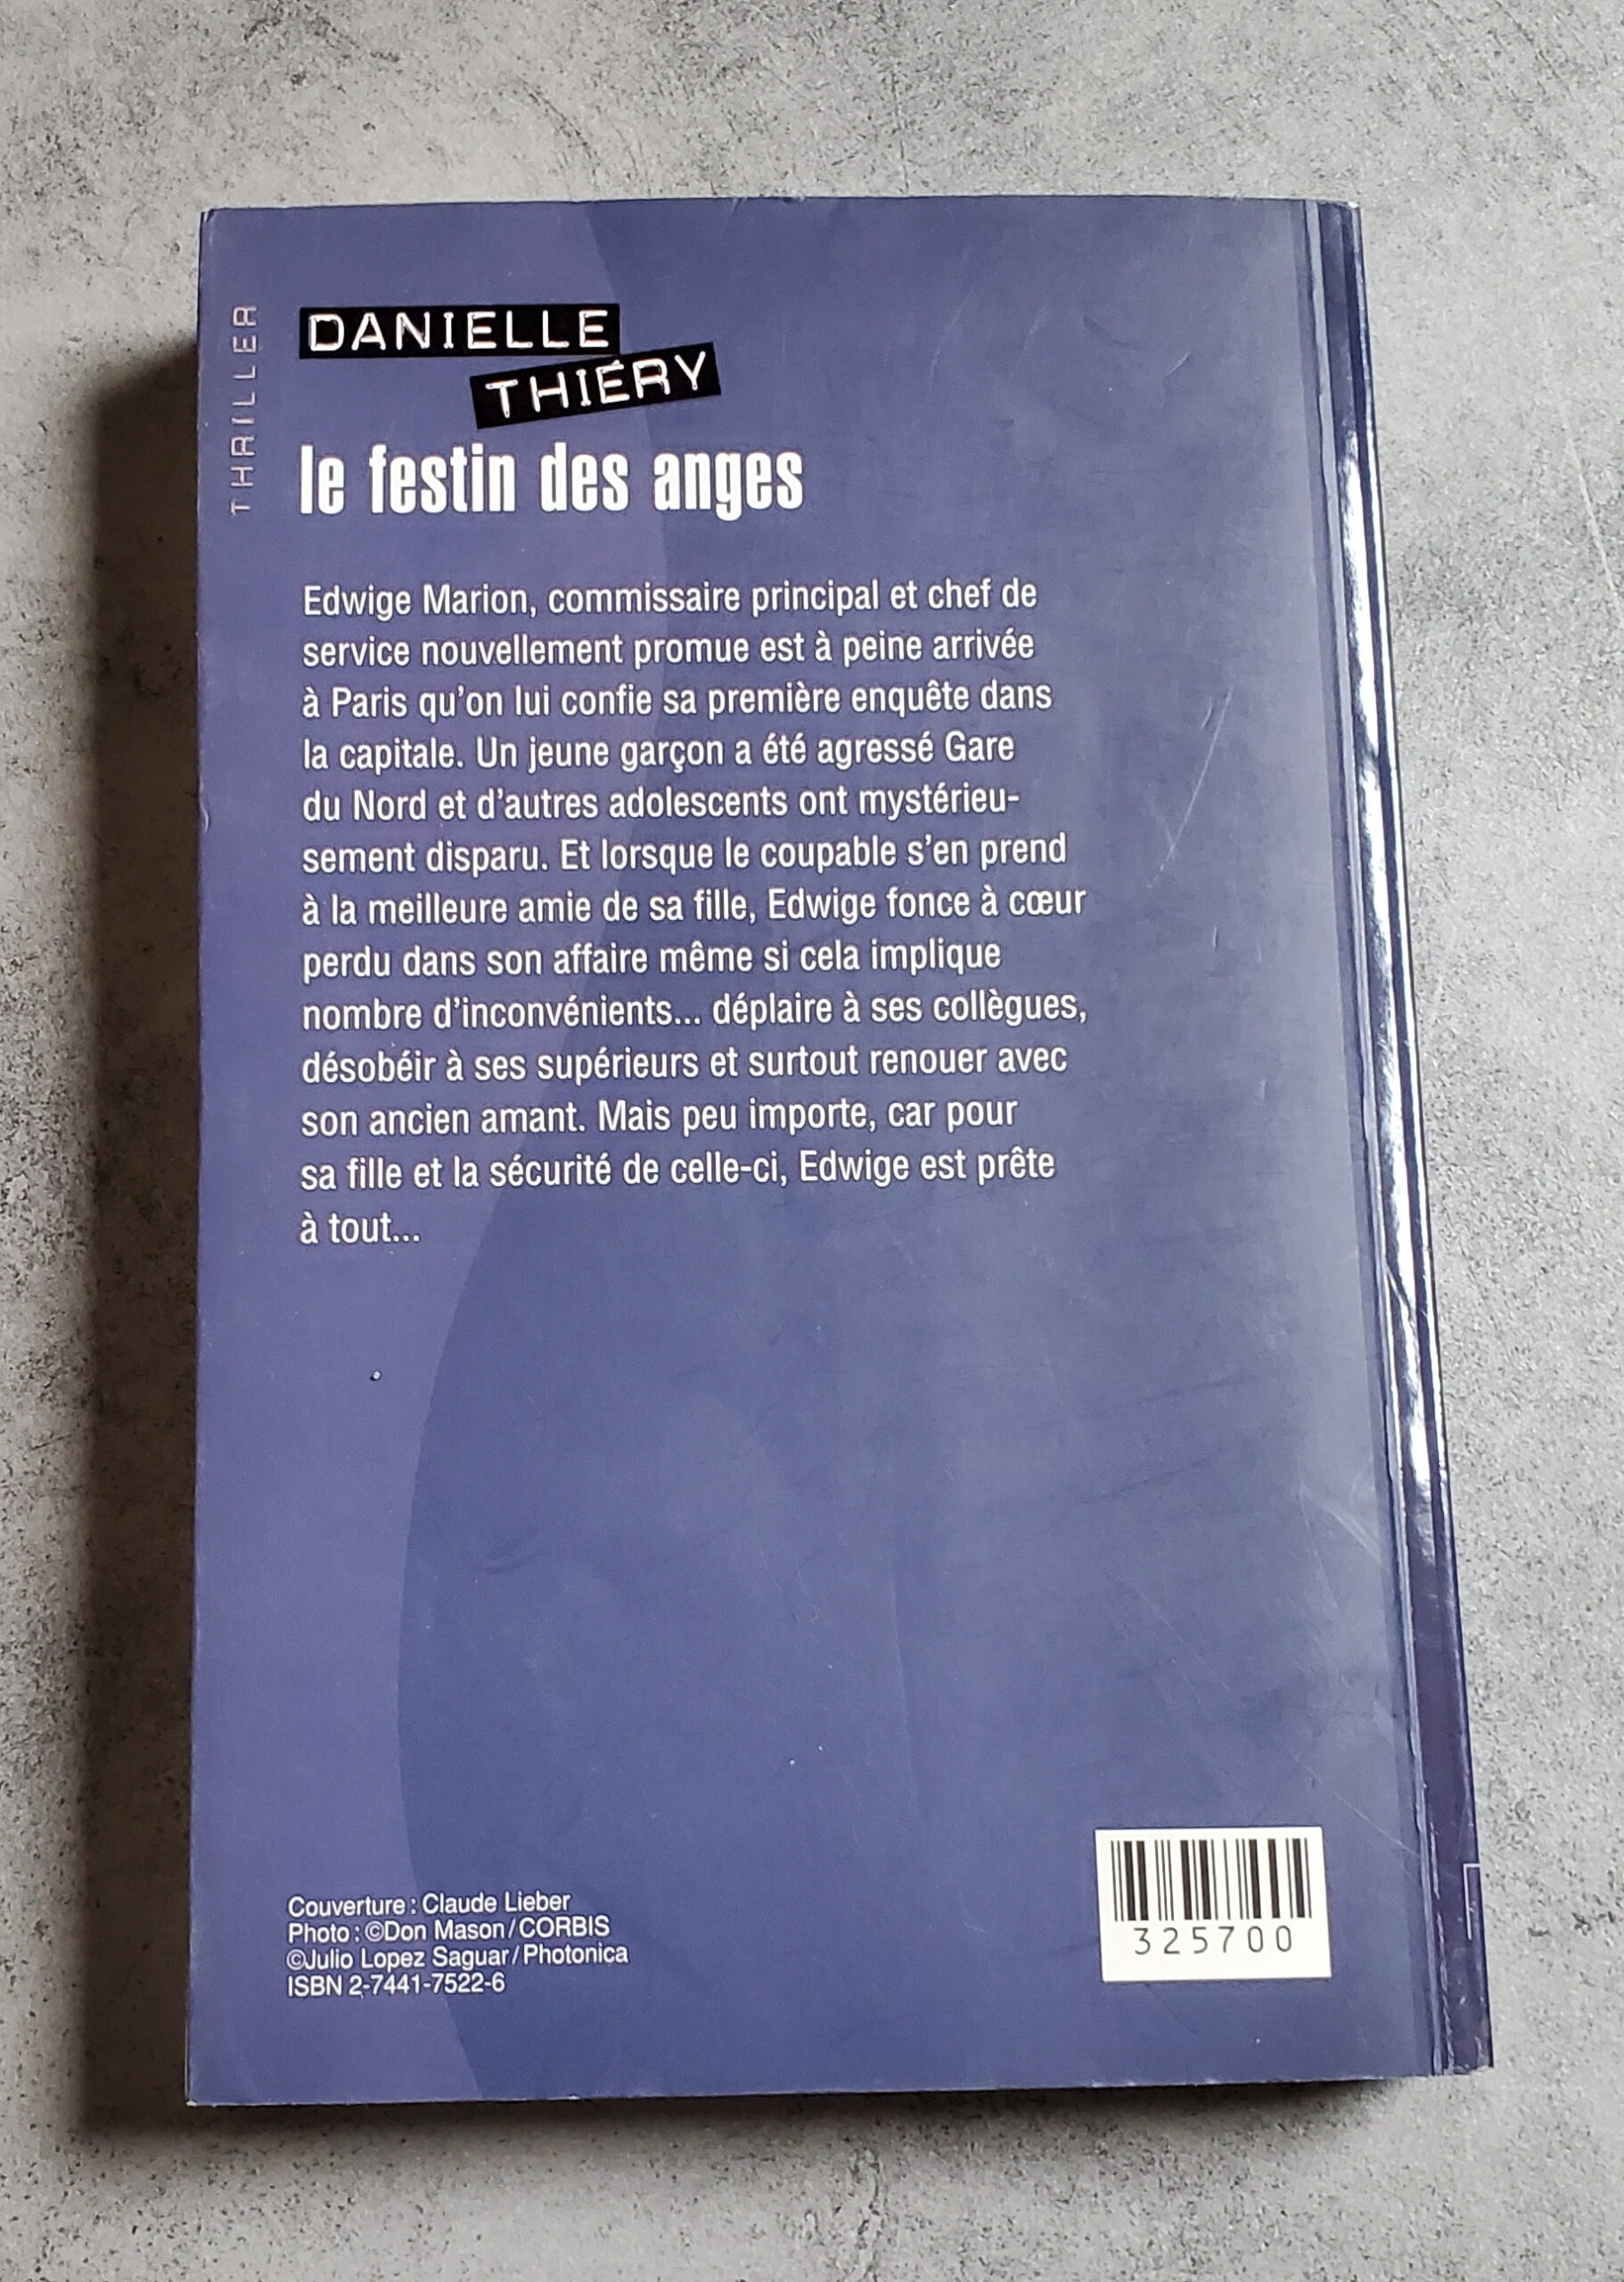 THRILLER
DANIELLE
THIÉRY
le festin des anges
Edwige Marion, commissaire principal et chef de
service nouvellement promue est à peine arrivée
à Paris qu'on lui confie sa première enquête dans
la capitale. Un jeune garçon a été agressé Gare
du Nord et d'autres adolescents ont mystérieu-
sement disparu. Et lorsque le coupable s'en prend
à la meilleure amie de sa fille, Edwige fonce à cœur
perdu dans son affaire même si cela implique
nombre d'inconvénients... déplaire à ses collègues,
désobéir à ses supérieurs et surtout renouer avec
son ancien amant. Mais peu importe, car pour
sa fille et la sécurité de celle-ci, Edwige est prête
à tout...
Couverture : Claude Lieber
Photo : ©Don Mason/CORBIS
©Julio Lopez Saguar/Photonica
ISBN 2-7441-7522-6
325700